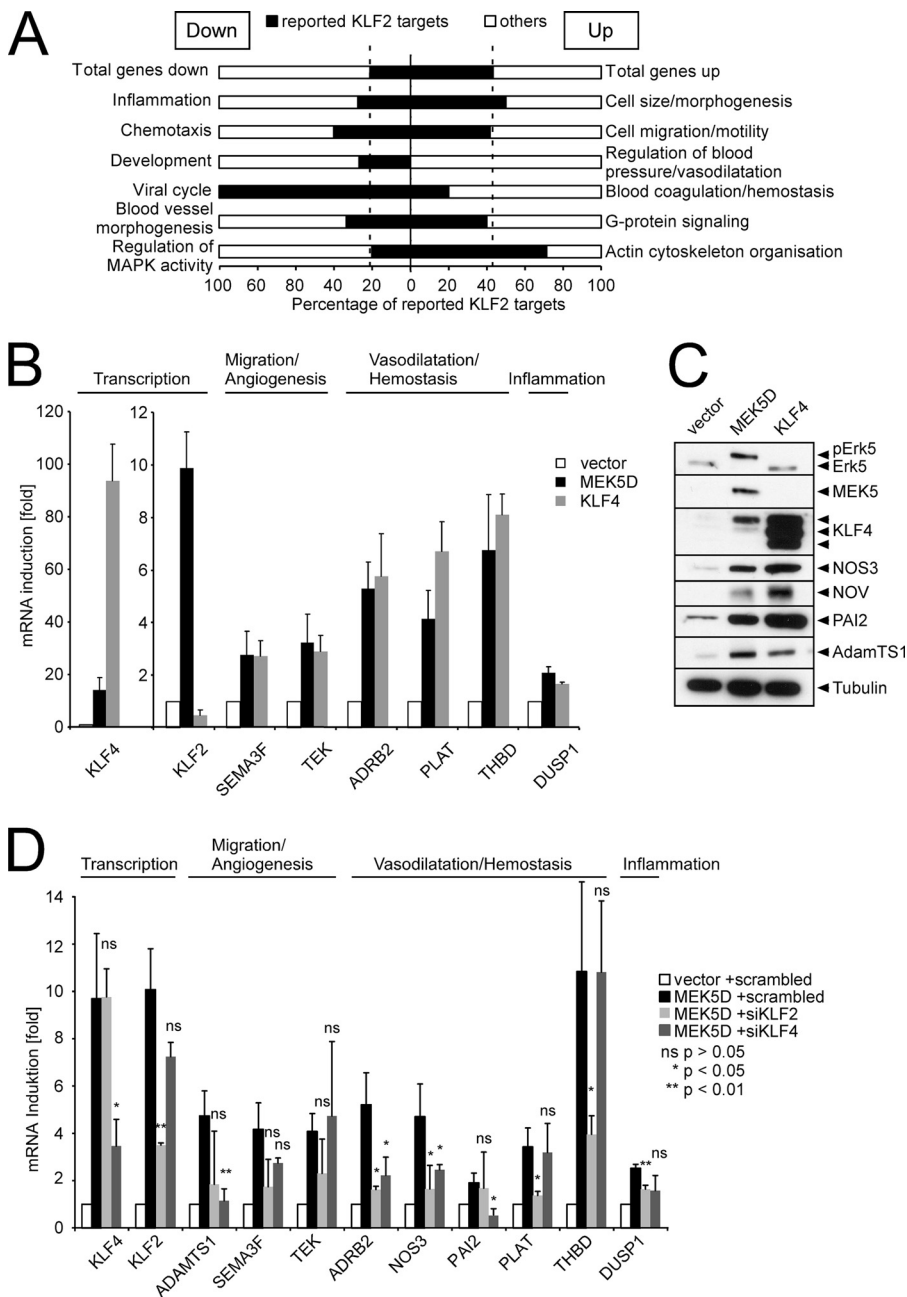 A
Down
reported KLF2 targets
others
Up
Total genes down
Total genes up
Inflammation
Cell size/morphogenesis
Chemotaxis
Cell migration/motility
Development
Regulation of blood
pressure/vasodilatation
Viral cycle
Blood coagulation/hemostasis
Blood vessel
morphogenesis
G-protein signaling
Regulation of
MAPK activity
Actin cytoskeleton organisation
100 80 60 40 20 0 20 40 60 80 100
Percentage of reported KLF2 targets
B
Transcription
Migration/
Angiogenesis
Vasodilatation/
Hemostasis
Inflammation
mRNA induction [fold]
120
100
80
60
40
20
0
12
10
8
6
4
2
vector
MEK5D
KLF4
KLF4
KLF2
SEMA3F
TEK
ADRB2
PLAT
THBD
DUSP1
C
vector
MEK5D
KLF4
pErk5
Erk5
MEK5
KLF4
NOS3
NOV
PAI2
AdamTS1
Tubulin
D
Transcription
Migration/
Angiogenesis
Vasodilatation/Hemostasis
Inflammation
mRNA Induktion [fold]
14
12
10
8
6
4
2
0
ns
*
**
ns
ns
**
ns
ns
ns
ns
*
*
*
*
ns
*
*
ns
*
ns
**
ns
vector +scrambled
MEK5D +scrambled
MEK5D +siKLF2
MEK5D +siKLF4
ns p > 0.05
* p < 0.05
** p < 0.01
KLF4
KLF2
ADAMTS1
SEMA3F
TEK
ADRB2
NOS3
PAI2
PLAT
THBD
DUSP1